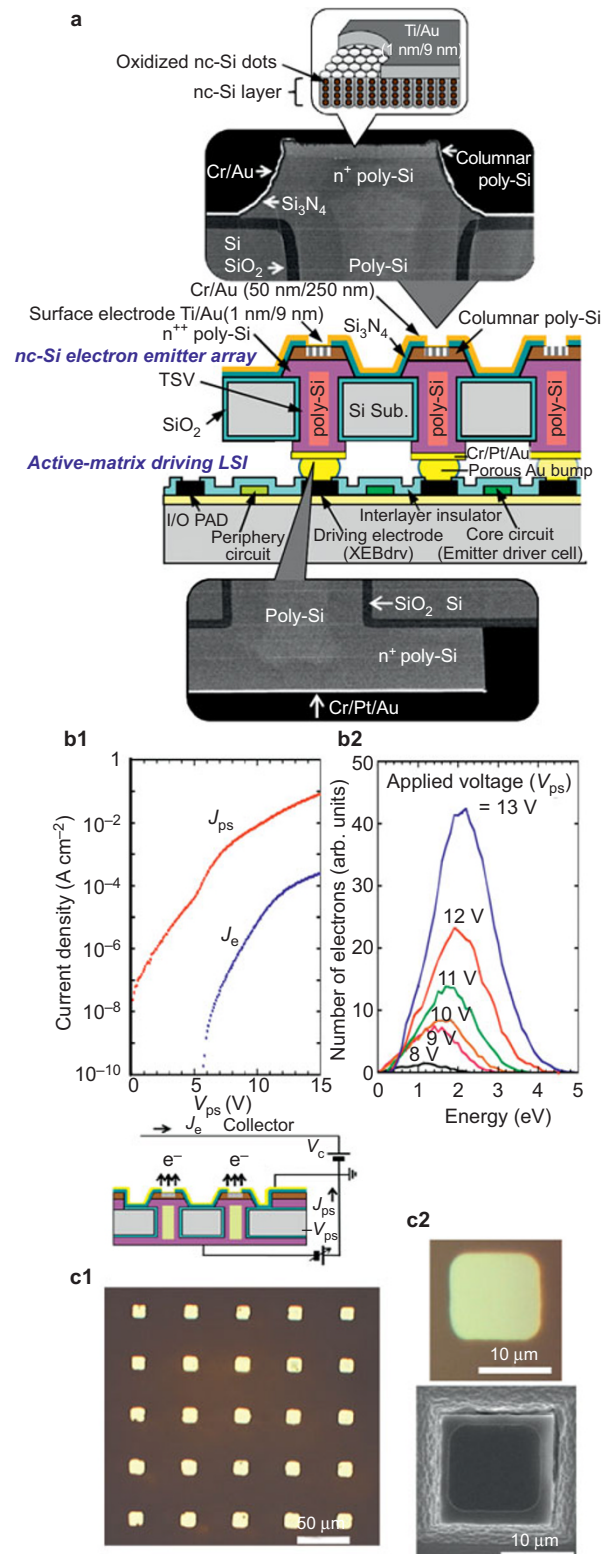 a
Ti/Au
(1 nm/9 nm)
Oxidized nc-Si dots
nc-Si layer
Cr/Au
n+ poly-Si
Columnar
poly-Si
Si3N4
Si
SiO2
Poly-Si
Cr/Au (50 nm/250 nm)
Surface electrode Ti/Au(1 nm/9 nm)
n++ poly-Si
Si3N4
Columnar poly-Si
nc-Si electron emitter array
TSV
SiO2
poly-Si
Si Sub.
poly-Si
poly-Si
Active-matrix driving LSI
Cr/Pt/Au
Porous Au bump
I/O PAD
Periphery
circuit
Interlayer insulator
Driving electrode
(XEBdrv)
Core circuit
(Emitter driver cell)
Poly-Si
SiO2 Si
n+ poly-Si
Cr/Pt/Au
b1
Current density (A cm−2)
1
10−2
10−4
10−6
10−8
10−10
Jps
Je
0 5 10 15
Vps (V)
b2
Number of electrons (arb. units)
50
40
30
20
10
0
Applied voltage (Vps)
= 13 V
12 V
11 V
10 V
9 V
8 V
0 1 2 3 4 5
Energy (eV)
Je Collector
Vc
e− e−
Jps
Vps
c1
50 μm
c2
10 μm
10 μm